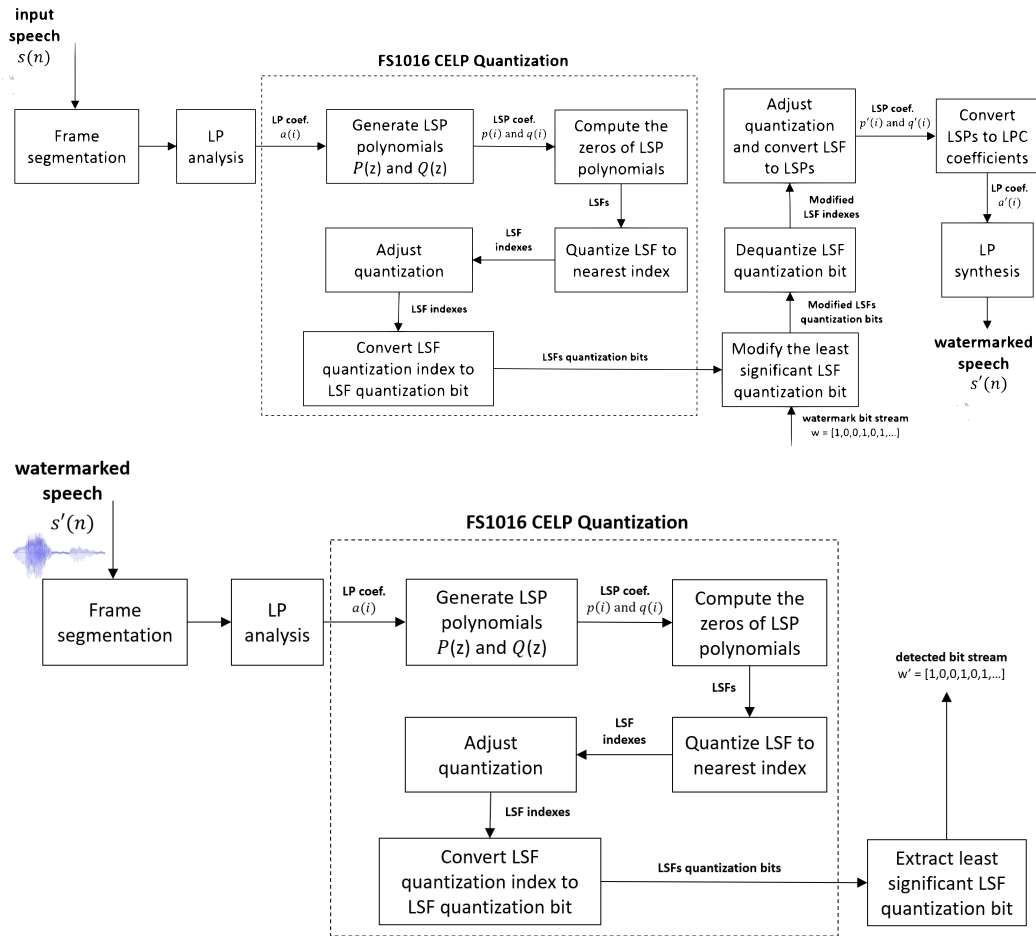 input
speech
s(n)
FS1016 CELP Quantization
Frame
segmentation
LP
analysis
LP coef.
a(i)
Generate LSP
polynomials
P(z) and Q(z)
LSP coef.
p(i) and q(i)
Compute the
zeros of LSP
polynomials
LSFs
Quantize LSF to
nearest index
LSF
indexes
Adjust
quantization
LSF indexes
Convert LSF
quantization index to
LSF quantization bit
LSFs quantization bits
Modify the least
significant LSF
quantization bit
watermark bit stream
w = [1,0,0,1,0,1,...]
Modified LSFs
quantization bits
Dequantize LSF
quantization bit
Modified
LSF indexes
Adjust
quantization
and convert LSF
to LSPs
LSP coef.
p'(i) and q'(i)
Convert
LSPs to LPC
coefficients
LP coef.
a'(i)
LP
synthesis
watermarked
speech
s'(n)
watermarked
speech
s'(n)
FS1016 CELP Quantization
Frame
segmentation
LP
analysis
LP coef.
a(i)
Generate LSP
polynomials
P(z) and Q(z)
LSP coef.
p(i) and q(i)
Compute the
zeros of LSP
polynomials
LSFs
Quantize LSF to
nearest index
LSF
indexes
Adjust
quantization
LSF indexes
Convert LSF
quantization index to
LSF quantization bit
LSFs quantization bits
Extract least
significant LSF
quantization bit
detected bit stream
w' = [1,0,0,1,0,1,...]